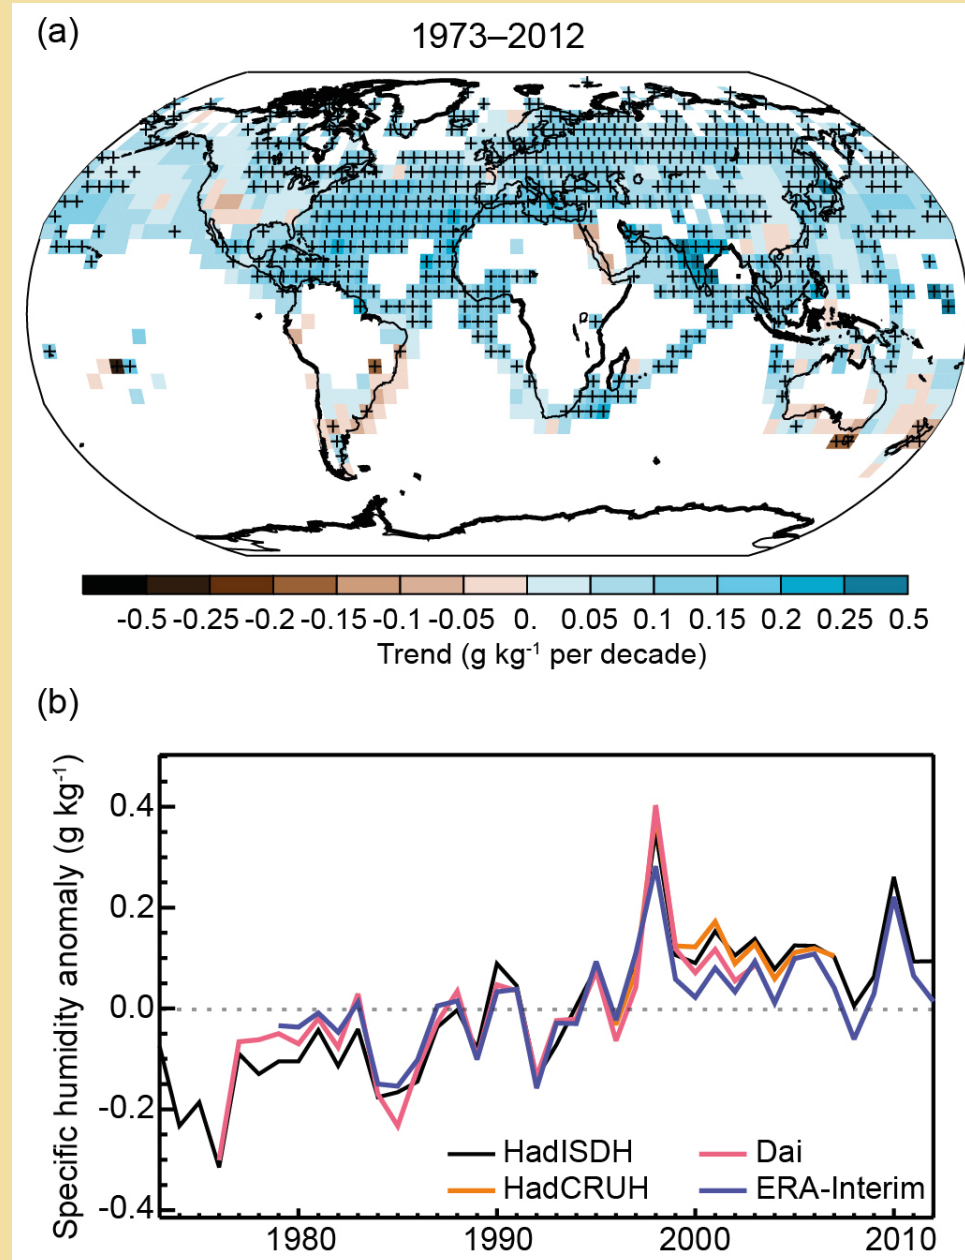 (a)
1973–2012
-0.5 -0.25 -0.2 -0.15 -0.1 -0.05 0. 0.05 0.1 0.15 0.2 0.25 0.5
Trend (g kg⁻¹ per decade)
(b)
Specific humidity anomaly (g kg⁻¹)
0.4
0.2
0.0
-0.2
-0.4
HadISDH
Dai
HadCRUH
ERA-Interim
1980 1990 2000 2010